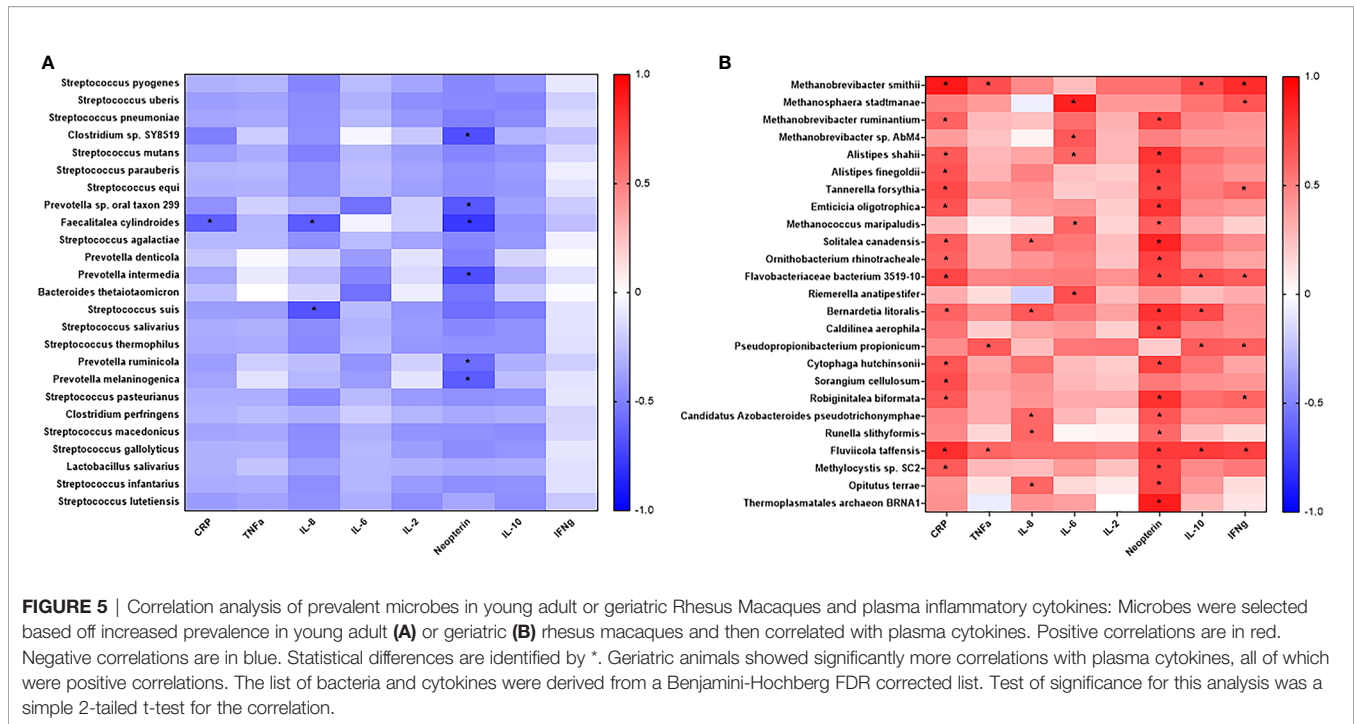 A
Streptococcus pyogenes
Streptococcus uberis
Streptococcus pneumoniae
Clostridium sp. SY8519
Streptococcus mutans
Streptococcus parauberis
Streptococcus equi
Prevotella sp. oral taxon 299
Faecalitalea cylindroides
Streptococcus agalactiae
Prevotella denticola
Prevotella intermedia
Bacteroides thetaiotaomicron
Streptococcus suis
Streptococcus salivarius
Streptococcus thermophilus
Prevotella ruminicola
Prevotella melaninogenica
Streptococcus pasteurianus
Clostridium perfringens
Streptococcus macedonicus
Streptococcus gallolyticus
Lactobacillus salivarius
Streptococcus infantarius
Streptococcus lutetiensis
CRP TNFa IL-8 IL-6 IL-2 Neopterin IL-10 IFNg
1.0
0.5
0
-0.5
-1.0
B
Methanobrevibacter smithii
Methanosphaera stadtmanae
Methanobrevibacter ruminantium
Methanobrevibacter sp. AbM4
Alistipes shahii
Alistipes finegoldii
Tannerella forsythia
Emticicia oligotrophica
Methanococcus maripaludis
Solitalea canadensis
Ornithobacterium rhinotracheale
Flavobacteriaceae bacterium 3519-10
Riemerella anatipestifer
Bernardetia litoralis
Caldilinea aerophila
Pseudopropionibacterium propionicum
Cytophaga hutchinsonii
Sorangium cellulosum
Robiginitalea biformata
Candidatus Azobacteroides pseudotrichonymphae
Runella slithyformis
Fluviicola taffensis
Methylocystis sp. SC2
Opitutus terrae
Thermoplasmatales archaeon BRNA1
CRP TNFa IL-8 IL-6 IL-2 Neopterin IL-10 IFNg
1.0
0.5
0
-0.5
-1.0
FIGURE 5 | Correlation analysis of prevalent microbes in young adult or geriatric Rhesus Macaques and plasma inflammatory cytokines: Microbes were selected
based off increased prevalence in young adult (A) or geriatric (B) rhesus macaques and then correlated with plasma cytokines. Positive correlations are in red.
Negative correlations are in blue. Statistical differences are identified by *. Geriatric animals showed significantly more correlations with plasma cytokines, all of which
were positive correlations. The list of bacteria and cytokines were derived from a Benjamini-Hochberg FDR corrected list. Test of significance for this analysis was a
simple 2-tailed t-test for the correlation.